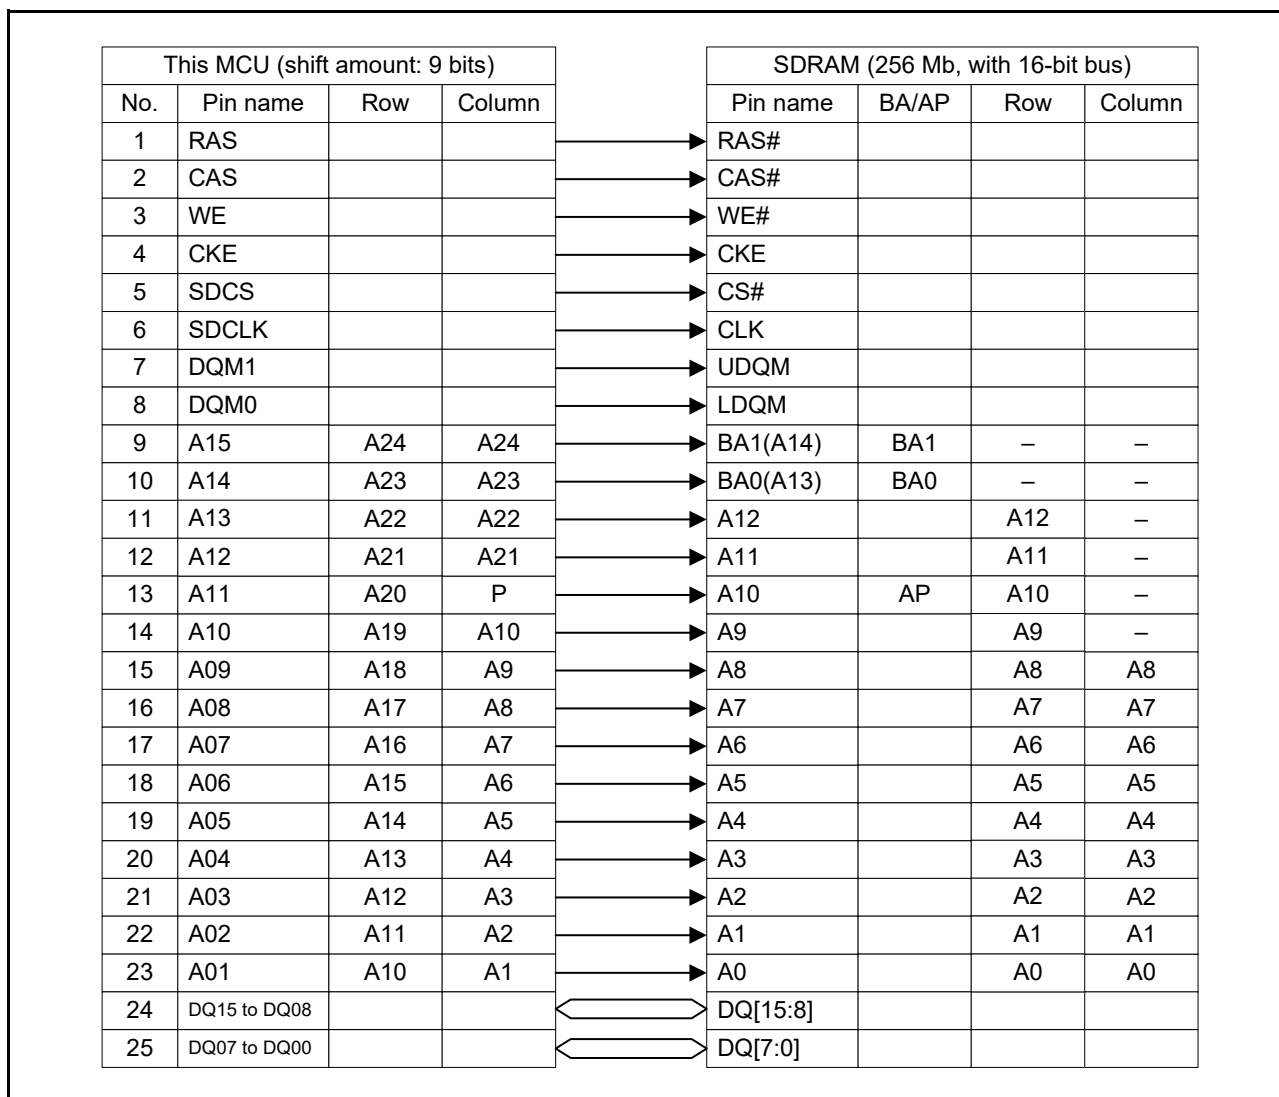 This MCU (shift amount: 9 bits) SDRAM (256 Mb, with 16-bit bus)
No. Pin name Row Column Pin name BA/AP Row Column
1 RAS RAS#
2 CAS CAS#
3 WE WE#
4 CKE CKE
5 SDCS CS#
6 SDCLK CLK
7 DQM1 UDQM
8 DQM0 LDQM
9 A15 A24 A24 BA1(A14) BA1 – –
10 A14 A23 A23 BA0(A13) BA0 – –
11 A13 A22 A22 A12 A12 –
12 A12 A21 A21 A11 A11 –
13 A11 A20 P A10 AP A10 –
14 A10 A19 A10 A9 A9 –
15 A09 A18 A9 A8 A8 A8
16 A08 A17 A8 A7 A7 A7
17 A07 A16 A7 A6 A6 A6
18 A06 A15 A6 A5 A5 A5
19 A05 A14 A5 A4 A4 A4
20 A04 A13 A4 A3 A3 A3
21 A03 A12 A3 A2 A2 A2
22 A02 A11 A2 A1 A1 A1
23 A01 A10 A1 A0 A0 A0
24 DQ15 to DQ08 DQ[15:8]
25 DQ07 to DQ00 DQ[7:0]